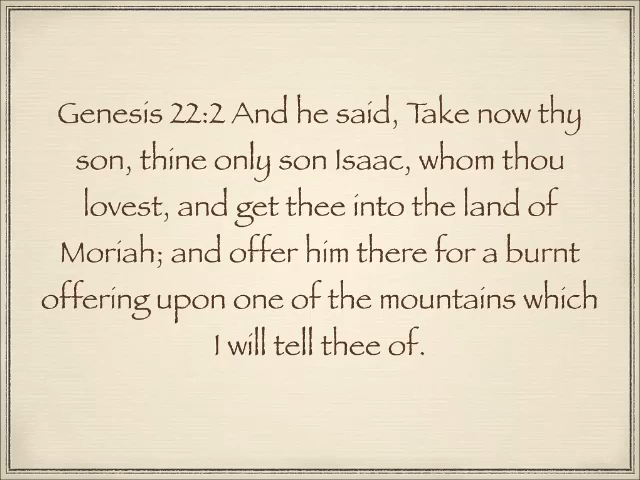 Genesis 22:2 And he said, Take now thy
son, thine only son Isaac, whom thou
lovest, and get thee into the land of
Moriah; and offer him there for a burnt
offering upon one of the mountains which
I will tell thee of.